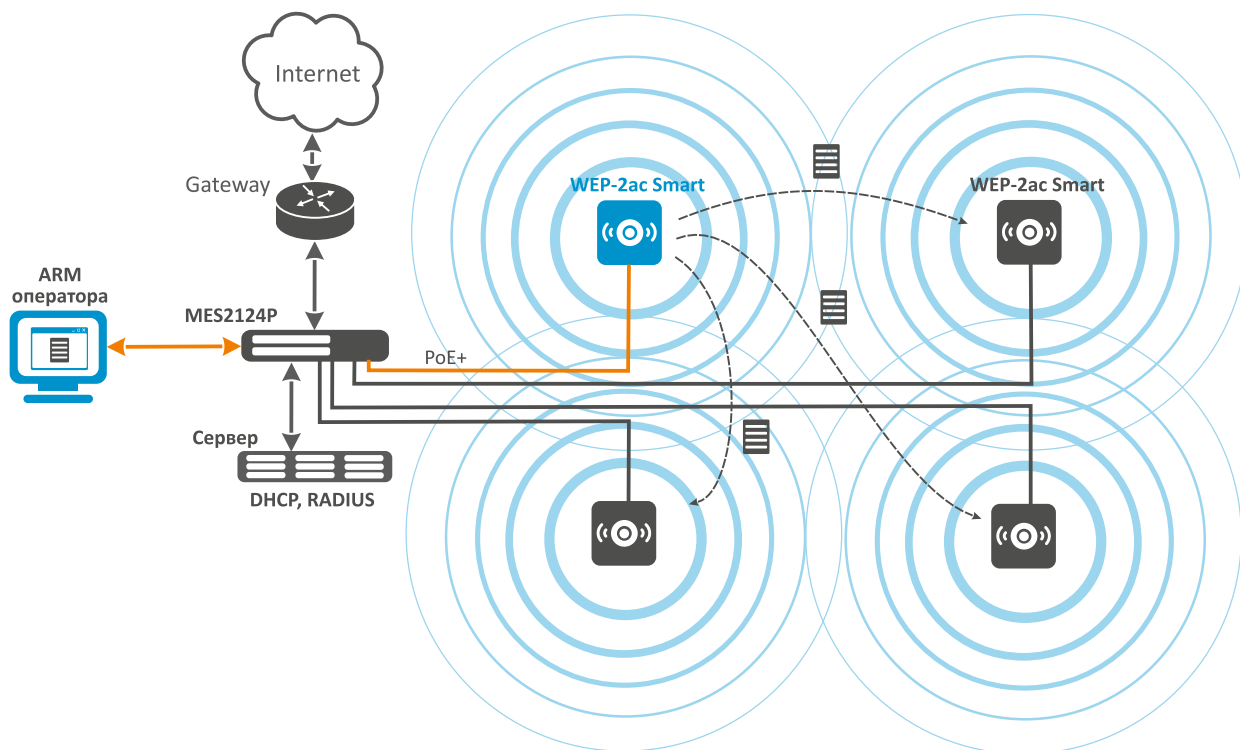 Internet
Gateway
WEP-2ac Smart
WEP-2ac Smart
ARM
оператора
MES2124P
PoE+
Сервер
DHCP, RADIUS